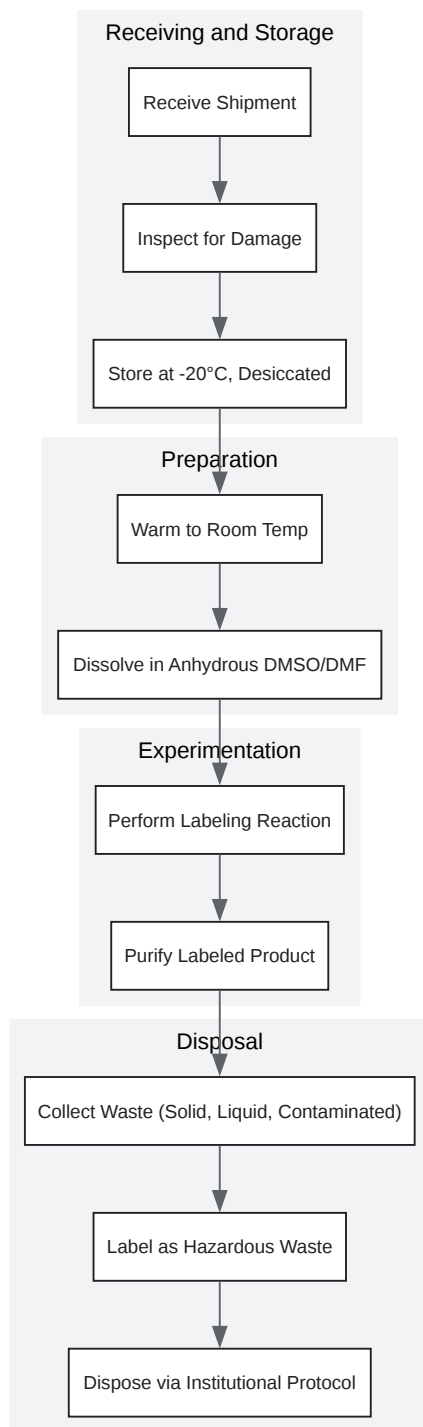 Receiving and Storage
Receive Shipment
Inspect for Damage
Store at -20°C, Desiccated
Preparation
Warm to Room Temp
Dissolve in Anhydrous DMSO/DMF
Experimentation
Perform Labeling Reaction
Purify Labeled Product
Disposal
Collect Waste (Solid, Liquid, Contaminated)
Label as Hazardous Waste
Dispose via Institutional Protocol